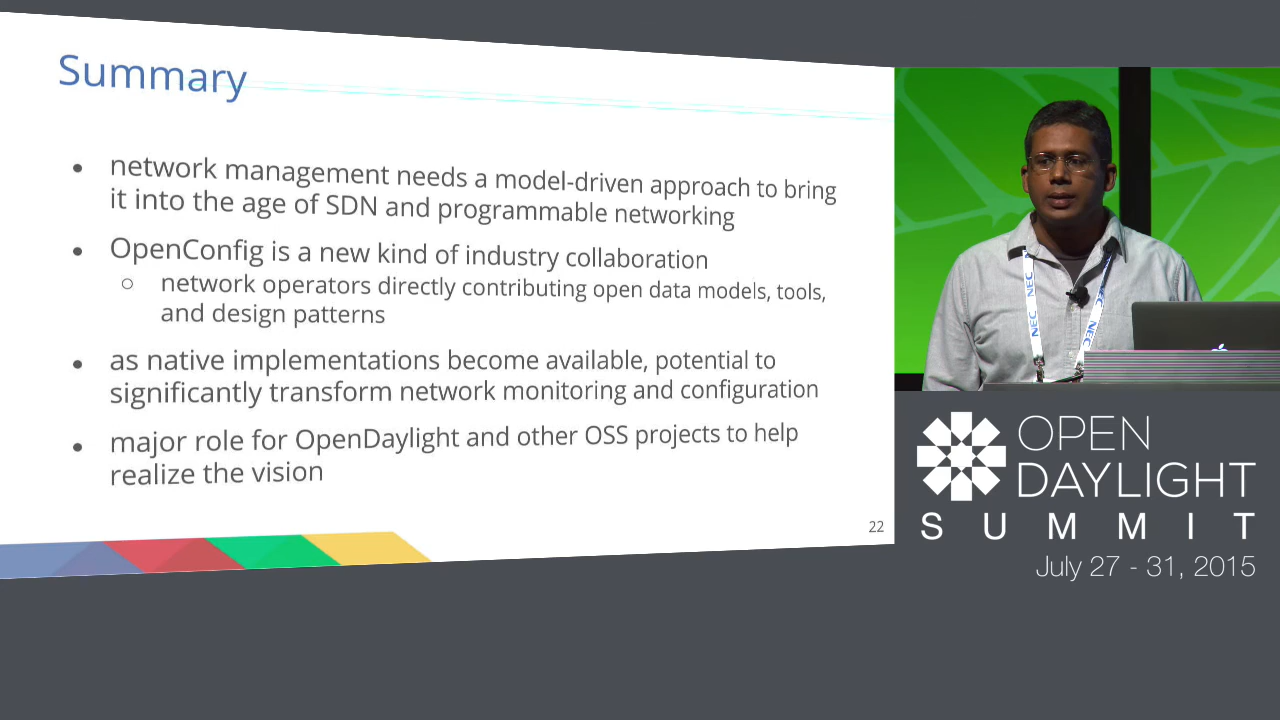 Summary
• network management needs a model-driven approach to bring
it into the age of SDN and programmable networking
• OpenConfig is a new kind of industry collaboration
○ network operators directly contributing open data models, tools,
and design patterns
• as native implementations become available, potential to
significantly transform network monitoring and configuration
• major role for OpenDaylight and other OSS projects to help
realize the vision
22
NEC
NEC
NEC
OPEN
DAYLIGHT
SUMMIT
July 27 - 31, 2015